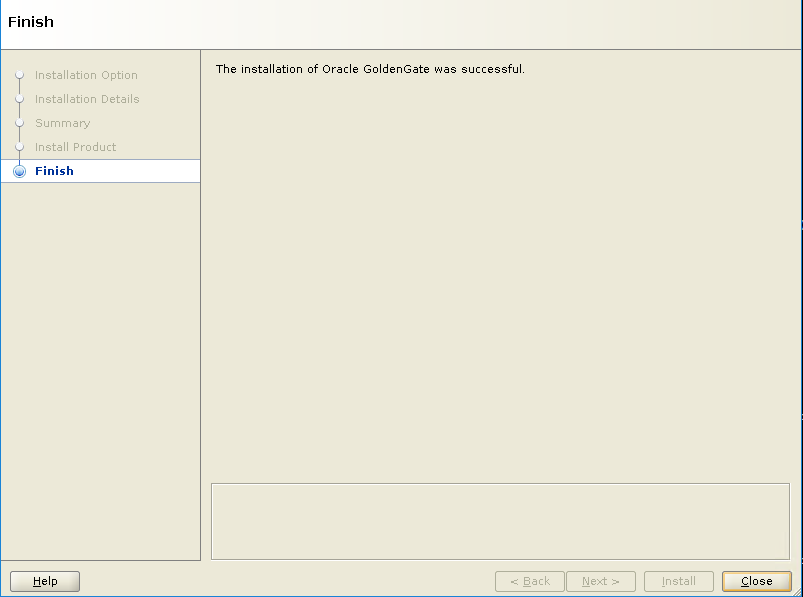 Finish
Installation Option
Installation Details
Summary
Install Product
Finish
The installation of Oracle GoldenGate was successful.
Help
< Back
Next >
Install
Close